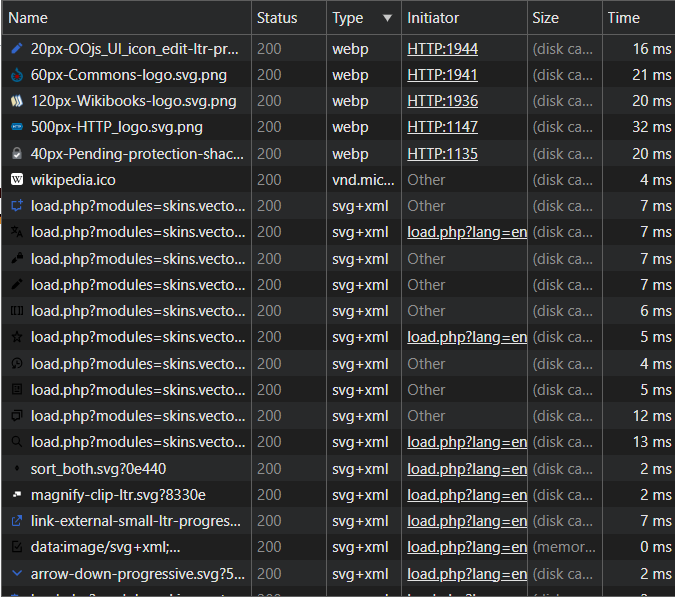 Name Status Type Initiator Size Time
20px-OOjs_UI_icon_edit-ltr-pr... 200 webp HTTP:1944 (disk ca... 16 ms
60px-Commons-logo.svg.png 200 webp HTTP:1941 (disk ca... 21 ms
120px-Wikibooks-logo.svg.png 200 webp HTTP:1936 (disk ca... 20 ms
500px-HTTP_logo.svg.png 200 webp HTTP:1147 (disk ca... 32 ms
40px-Pending-protection-shac... 200 webp HTTP:1135 (disk ca... 20 ms
wikipedia.ico 200 vnd.mic... Other (disk ca... 4 ms
load.php?modules=skins.vecto... 200 svg+xml Other (disk ca... 7 ms
load.php?modules=skins.vecto... 200 svg+xml load.php?lang=en (disk ca... 7 ms
load.php?modules=skins.vecto... 200 svg+xml Other (disk ca... 7 ms
load.php?modules=skins.vecto... 200 svg+xml Other (disk ca... 7 ms
load.php?modules=skins.vecto... 200 svg+xml Other (disk ca... 6 ms
load.php?modules=skins.vecto... 200 svg+xml load.php?lang=en (disk ca... 5 ms
load.php?modules=skins.vecto... 200 svg+xml Other (disk ca... 4 ms
load.php?modules=skins.vecto... 200 svg+xml Other (disk ca... 5 ms
load.php?modules=skins.vecto... 200 svg+xml Other (disk ca... 12 ms
load.php?modules=skins.vecto... 200 svg+xml load.php?lang=en (disk ca... 13 ms
sort_both.svg?0e440 200 svg+xml load.php?lang=en (disk ca... 2 ms
magnify-clip-ltr.svg?8330e 200 svg+xml load.php?lang=en (disk ca... 2 ms
link-external-small-ltr-progres... 200 svg+xml load.php?lang=en (disk ca... 7 ms
data:image/svg+xml;... 200 svg+xml load.php?lang=en (memor... 0 ms
arrow-down-progressive.svg?5... 200 svg+xml load.php?lang=en (disk ca... 2 ms